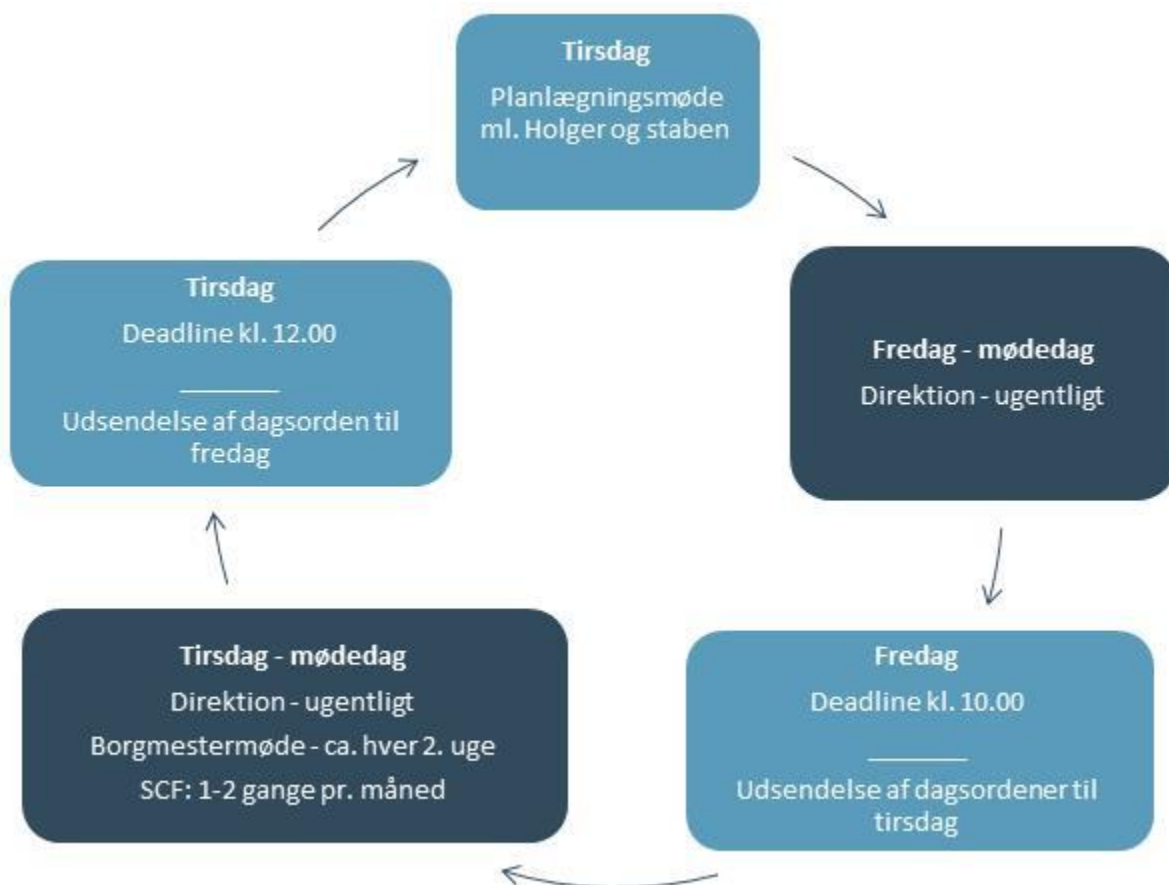 Tirsdag
Planlægningsmøde
ml. Holger og staben
Fredag - mødedag
Direktion - ugentligt
Fredag
Deadline kl. 10.00
Udsendelse af dagsordener til
tirsdag
Tirsdag - mødedag
Direktion - ugentligt
Borgmestermøde - ca. hver 2. uge
SCF: 1-2 gange pr. måned
Tirsdag
Deadline kl. 12.00
Udsendelse af dagsorden til
fredag